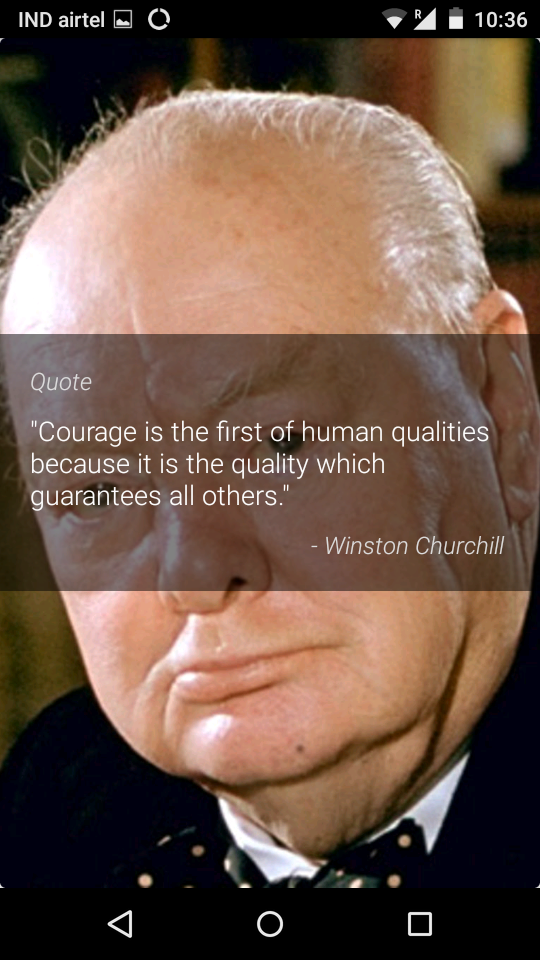 IND airtel R 10:36
Quote
"Courage is the first of human qualities
because it is the quality which
guarantees all others."
- Winston Churchill